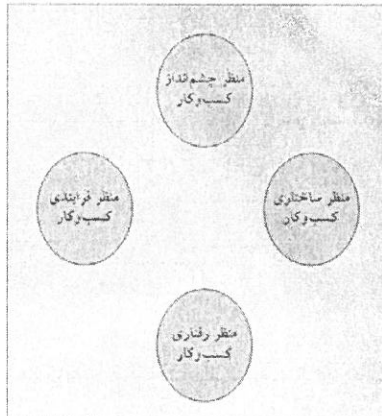 منظر چشم‌انداز
کسب‌وکار
منظر ساختاری
کسب‌وکار
منظر فرایندی
کسب‌وکار
منظر رفتاری
کسب‌وکار